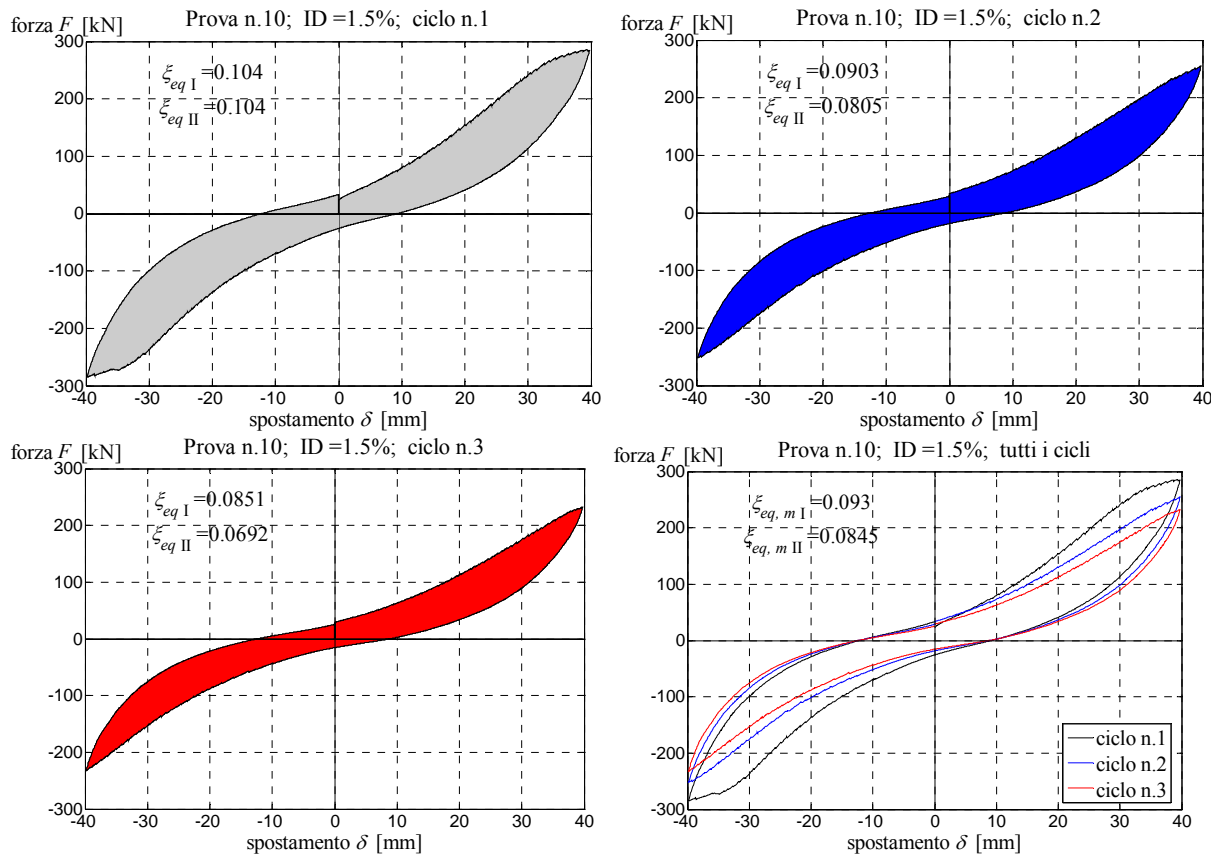 Prova n.10; ID =1.5%; ciclo n.1
forza F [kN]
ξeq I =0.104
ξeq II =0.104
300
200
100
0
-100
-200
-300
-40 -30 -20 -10 0 10 20 30 40
spostamento δ [mm]
Prova n.10; ID =1.5%; ciclo n.2
forza F [kN]
ξeq I =0.0903
ξeq II =0.0805
300
200
100
0
-100
-200
-300
-40 -30 -20 -10 0 10 20 30 40
spostamento δ [mm]
Prova n.10; ID =1.5%; ciclo n.3
forza F [kN]
ξeq I =0.0851
ξeq II =0.0692
300
200
100
0
-100
-200
-300
-40 -30 -20 -10 0 10 20 30 40
spostamento δ [mm]
Prova n.10; ID =1.5%; tutti i cicli
forza F [kN]
ξeq, m I =0.093
ξeq, m II =0.0845
300
200
100
0
-100
-200
-300
-40 -30 -20 -10 0 10 20 30 40
spostamento δ [mm]
ciclo n.1
ciclo n.2
ciclo n.3